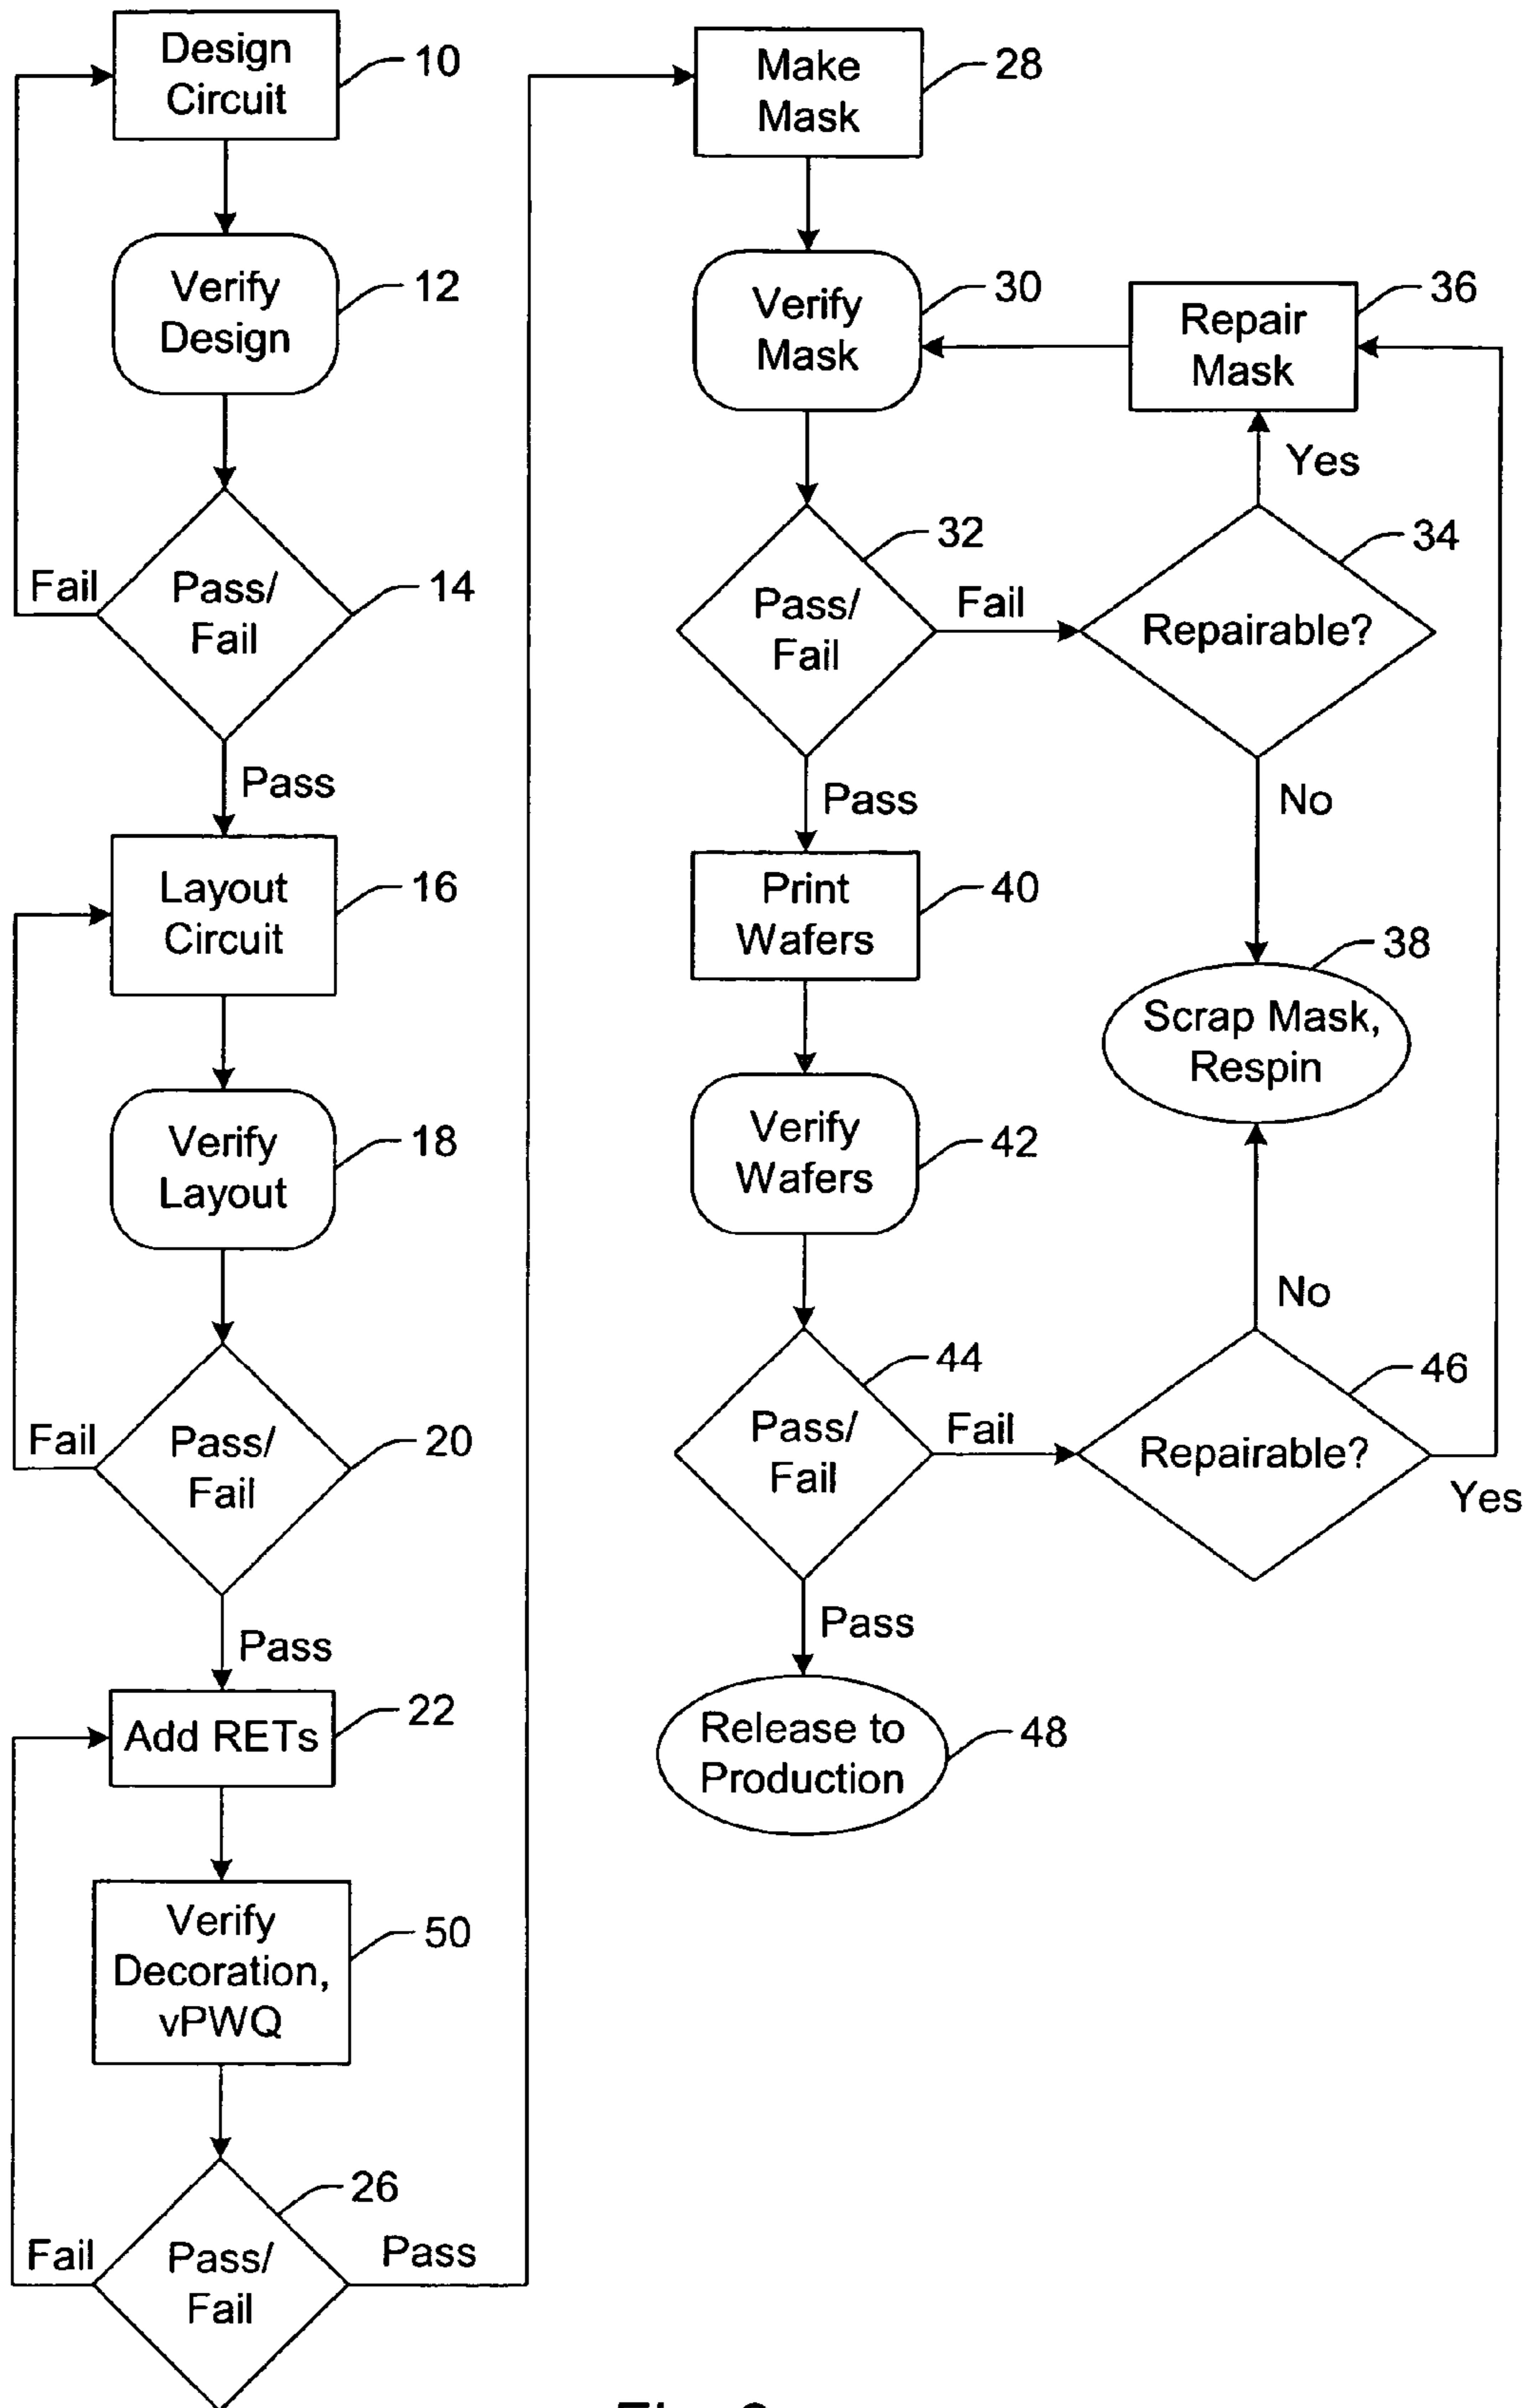 Design
Circuit
10
Verify
Design
12
Pass/
Fail
14
Fail
Pass
Layout
Circuit
16
Verify
Layout
18
Pass/
Fail
20
Fail
Pass
Add RETs
22
Verify
Decoration,
vPWQ
50
26
Pass/
Fail
Fail
Pass
Make
Mask
28
Verify
Mask
30
Repair
Mask
36
Yes
32
Pass/
Fail
Fail
34
Repairable?
Pass
No
Print
Wafers
40
38
Scrap Mask,
Respin
Verify
Wafers
42
No
44
Pass/
Fail
Fail
46
Repairable?
Yes
Pass
Release to
Production
48